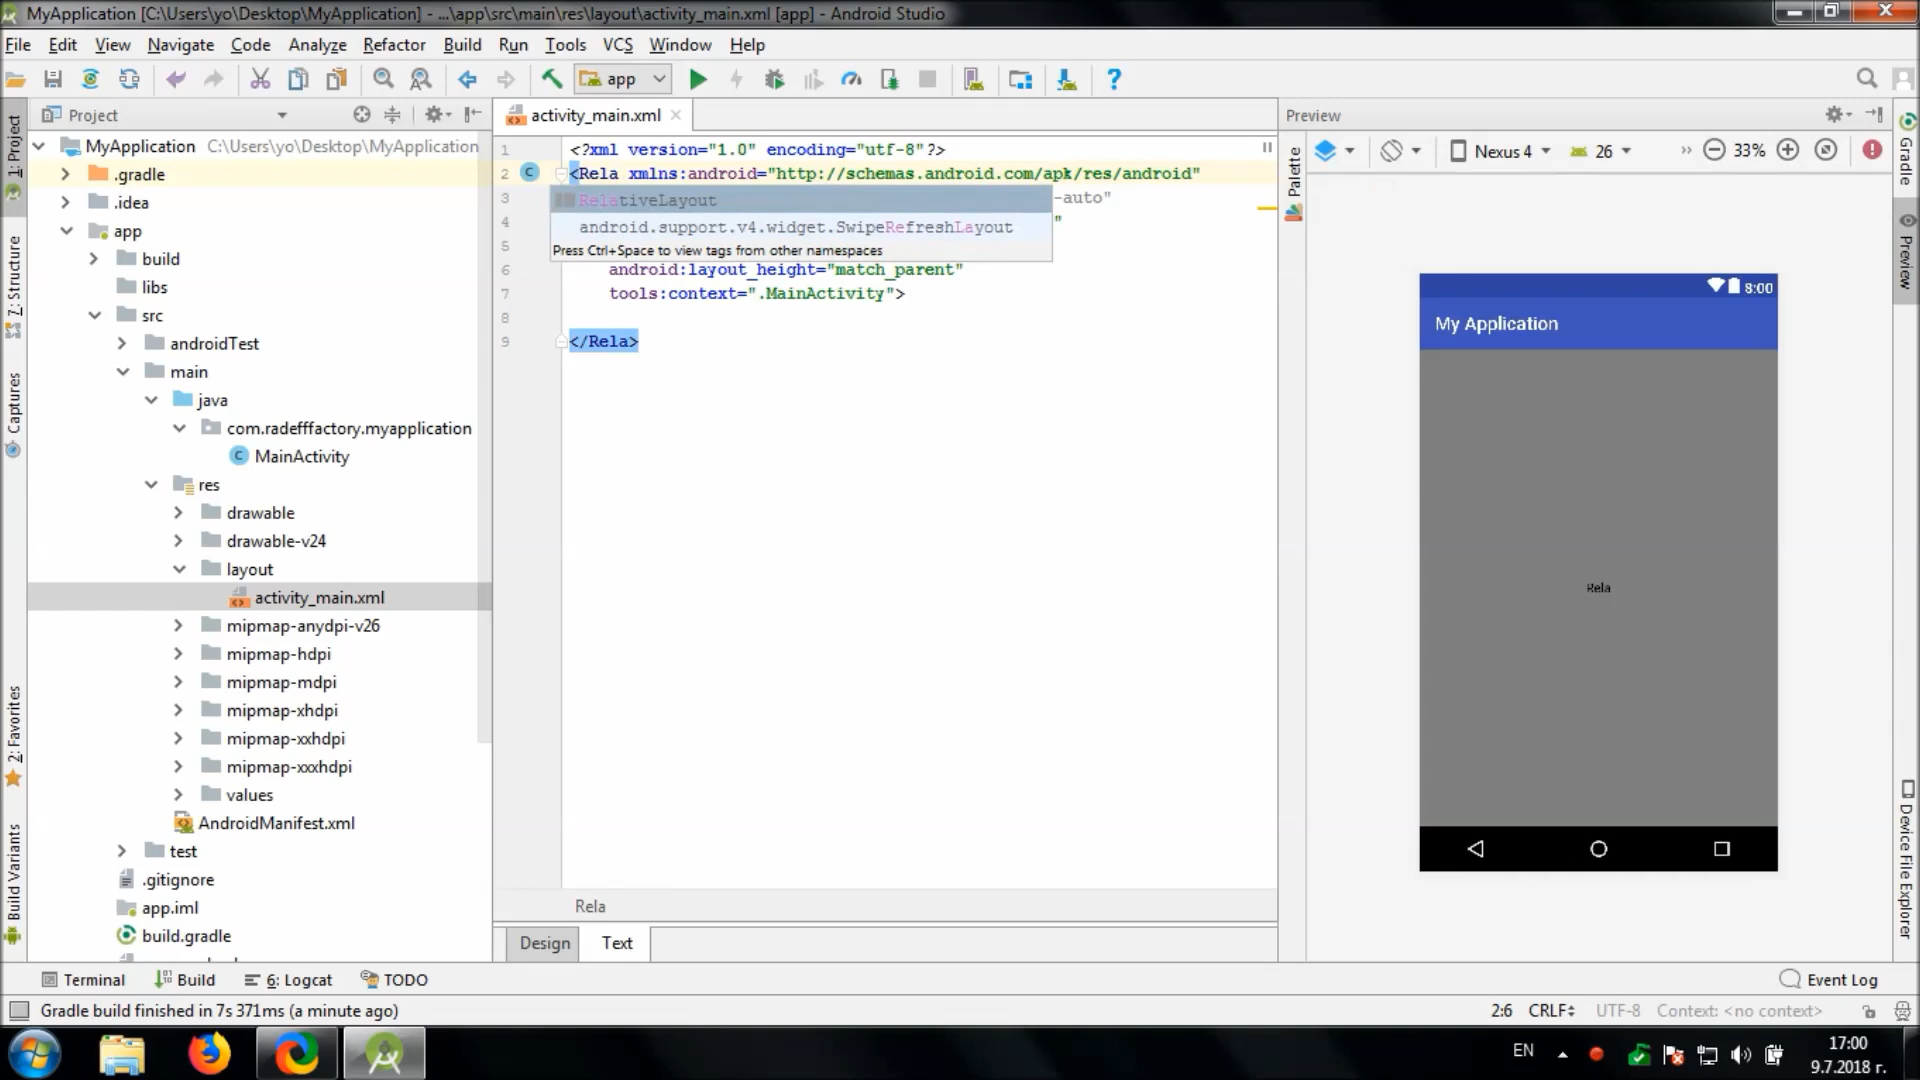 MyApplication [C:\Users\yo\Desktop\MyApplication] - ...\app\src\main\res\layout\activity_main.xml [app] - Android Studio
File Edit View Navigate Code Analyze Refactor Build Run Tools VCS Window Help
app
Project
activity_main.xml
Preview
1: Project
7: Structure
Captures
2: Favorites
Build Variants
MyApplication C:\Users\yo\Desktop\MyApplication
.gradle
.idea
app
build
libs
src
androidTest
main
java
com.radefffactory.myapplication
MainActivity
res
drawable
drawable-v24
layout
activity_main.xml
mipmap-anydpi-v26
mipmap-hdpi
mipmap-mdpi
mipmap-xhdpi
mipmap-xxhdpi
mipmap-xxxhdpi
values
AndroidManifest.xml
test
.gitignore
app.iml
build.gradle
1 <?xml version="1.0" encoding="utf-8"?>
2 <Rela xmlns:android="http://schemas.android.com/apk/res/android"
3 -auto"
4 "
5
6 android:layout_height="match_parent"
7 tools:context=".MainActivity">
8
9 </Rela>
RelativeLayout
android.support.v4.widget.SwipeRefreshLayout
Press Ctrl+Space to view tags from other namespaces
Rela
Design Text
Palette
Nexus 4 26 33%
8:00
My Application
Rela
Gradle
Preview
Device File Explorer
Terminal Build 6: Logcat TODO Event Log
Gradle build finished in 7s 371ms (a minute ago) 2:6 CRLF UTF-8 Context: <no context>
EN
17:00
9.7.2018 г.